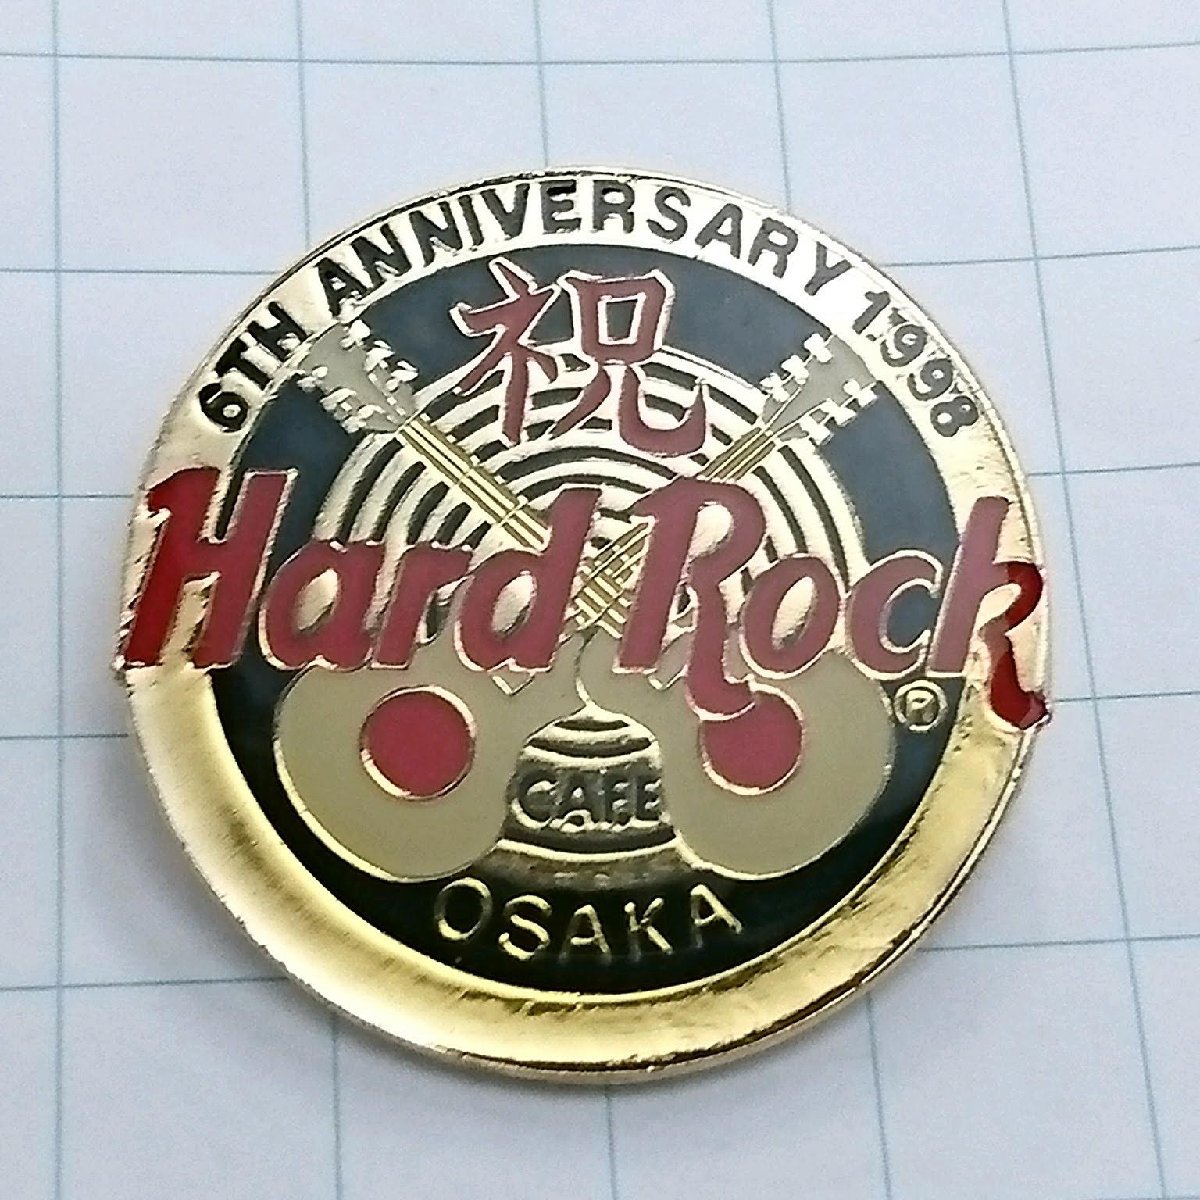 6TH ANNIVERSARY 1998
祝
Hard Rock
®
CAFE
OSAKA